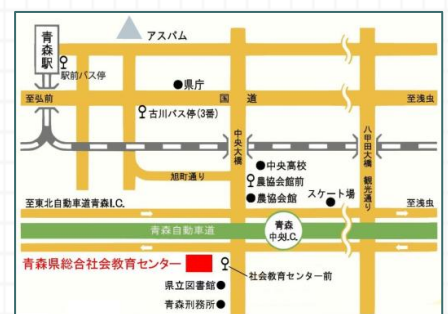 青森駅
アスパム
駅前バス停
県庁
至弘前
国道
至浅虫
古川バス停(3番)
中央大橋
八甲田大橋 観光通り
中央高校
旭町通り
農協会館前
農協会館
スケート場
至東北自動車道青森I.C.
至浅虫
青森自動車道
青森中央I.C.
青森県総合社会教育センター
社会教育センター前
県立図書館
青森刑務所